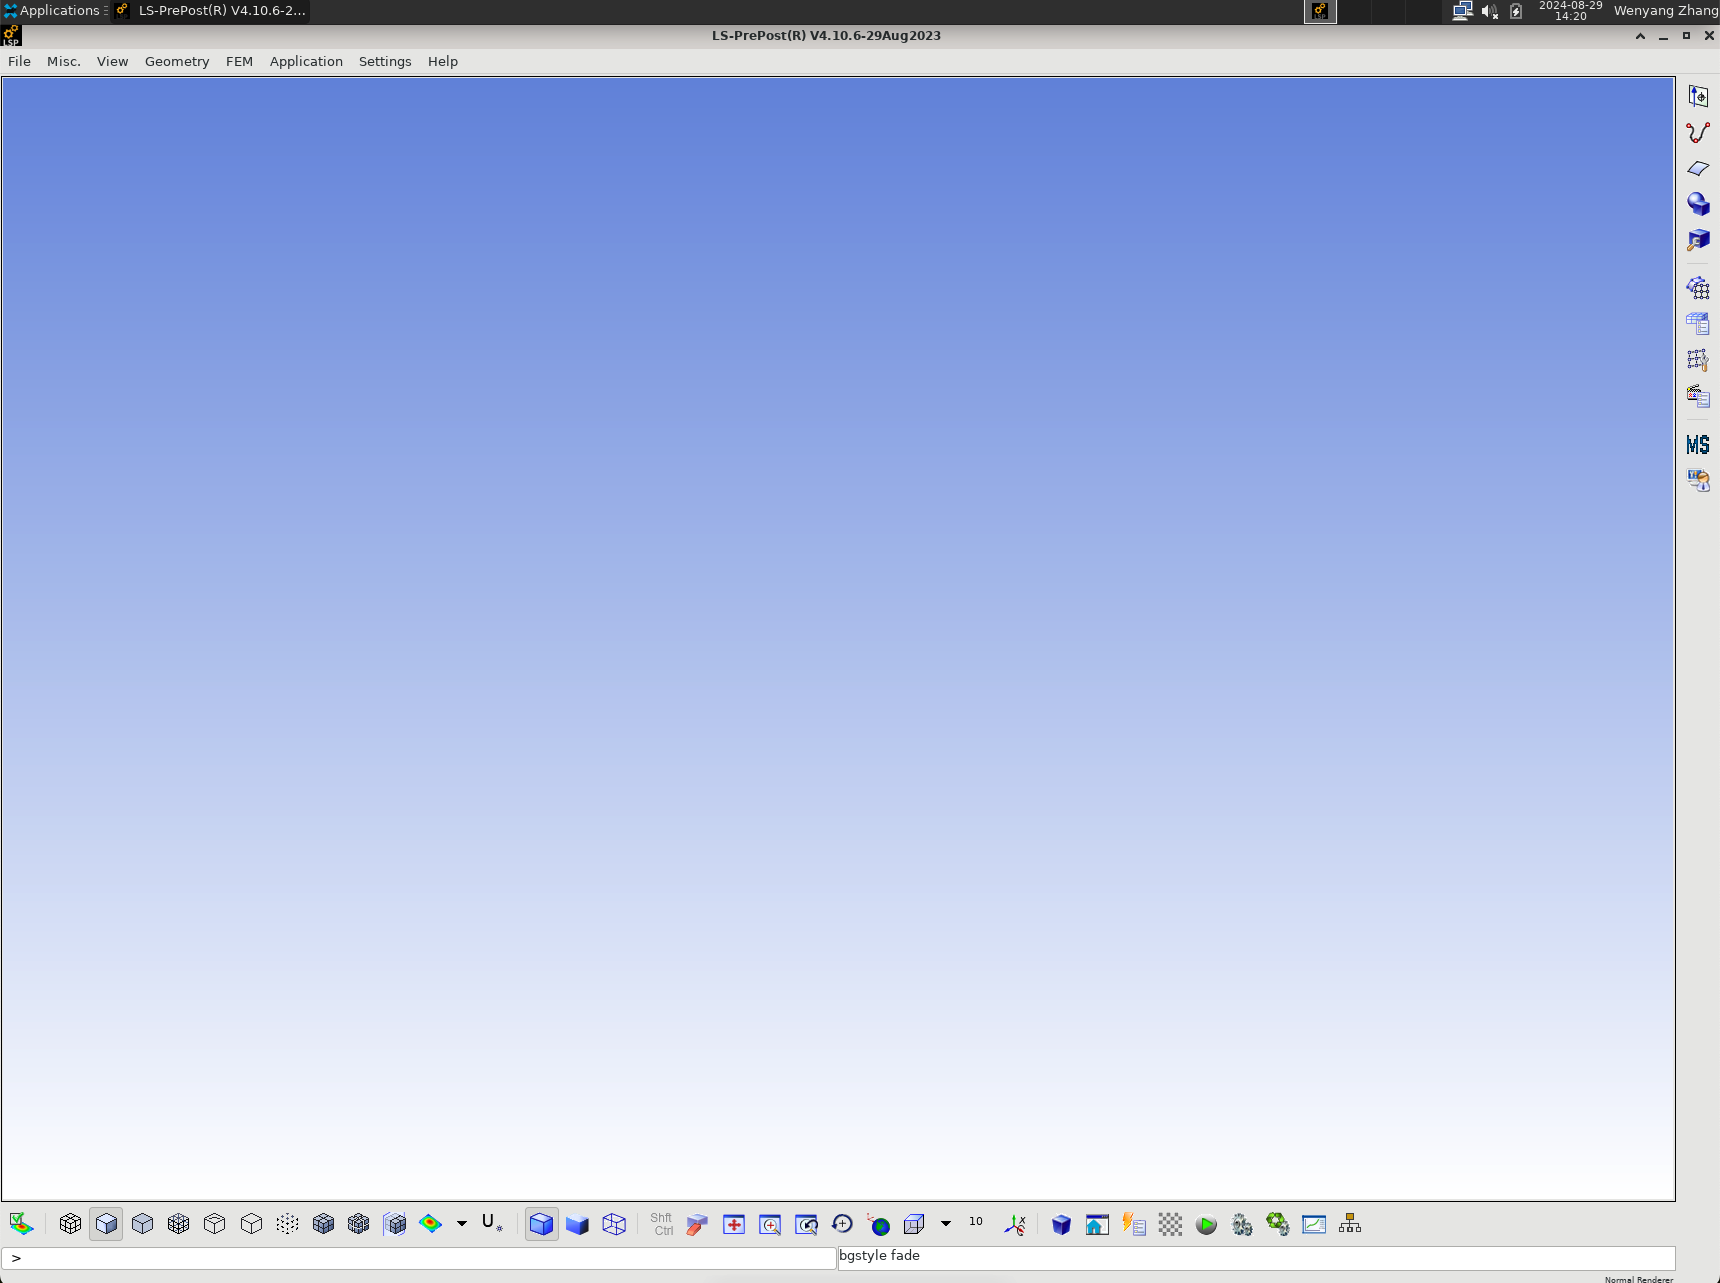 Applications LS-PrePost(R) V4.10.6-2... 2024-08-29 Wenyang Zhang
14:20
LSP LS-PrePost(R) V4.10.6-29Aug2023
File Misc. View Geometry FEM Application Settings Help
MS
U* Shft 10
Ctrl
> bgstyle fade
Normal Renderer